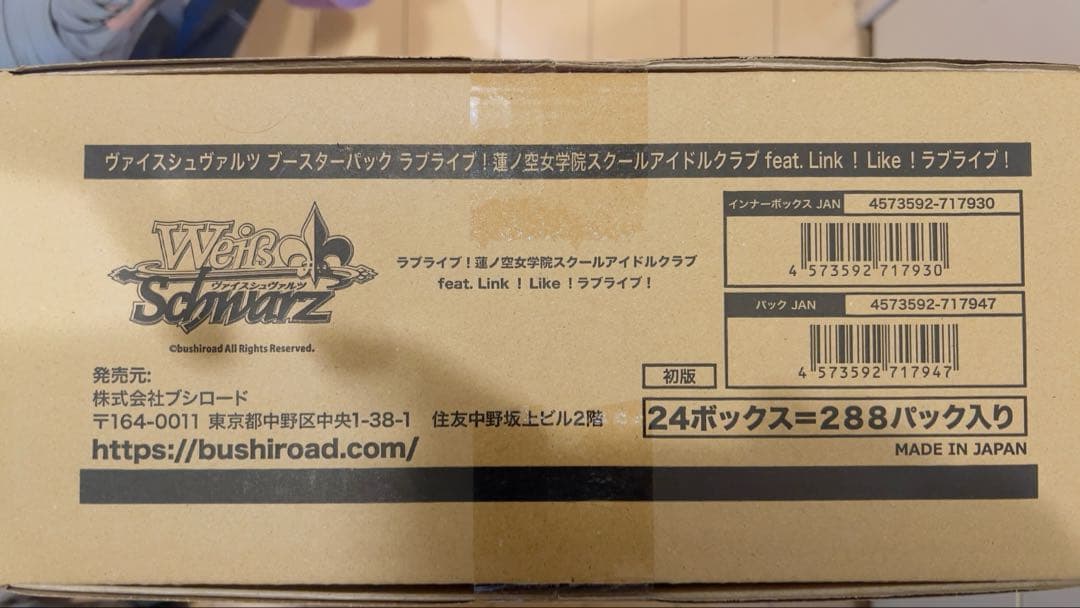 ヴァイスシュヴァルツ ブースターパック ラブライブ！蓮ノ空女学院スクールアイドルクラブ feat. Link ！ Like ！ラブライブ！
Weiß
ヴァイスシュヴァルツ
Schwarz
©bushiroad All Rights Reserved.
ラブライブ！蓮ノ空女学院スクールアイドルクラブ
feat. Link ！ Like ！ラブライブ！
インナーボックス JAN 4573592-717930
4 573592 717930
パック JAN 4573592-717947
4 573592 717947
発売元:
株式会社ブシロード
〒164-0011 東京都中野区中央1-38-1 住友中野坂上ビル2階
https://bushiroad.com/
初版
24ボックス=288パック入り
MADE IN JAPAN